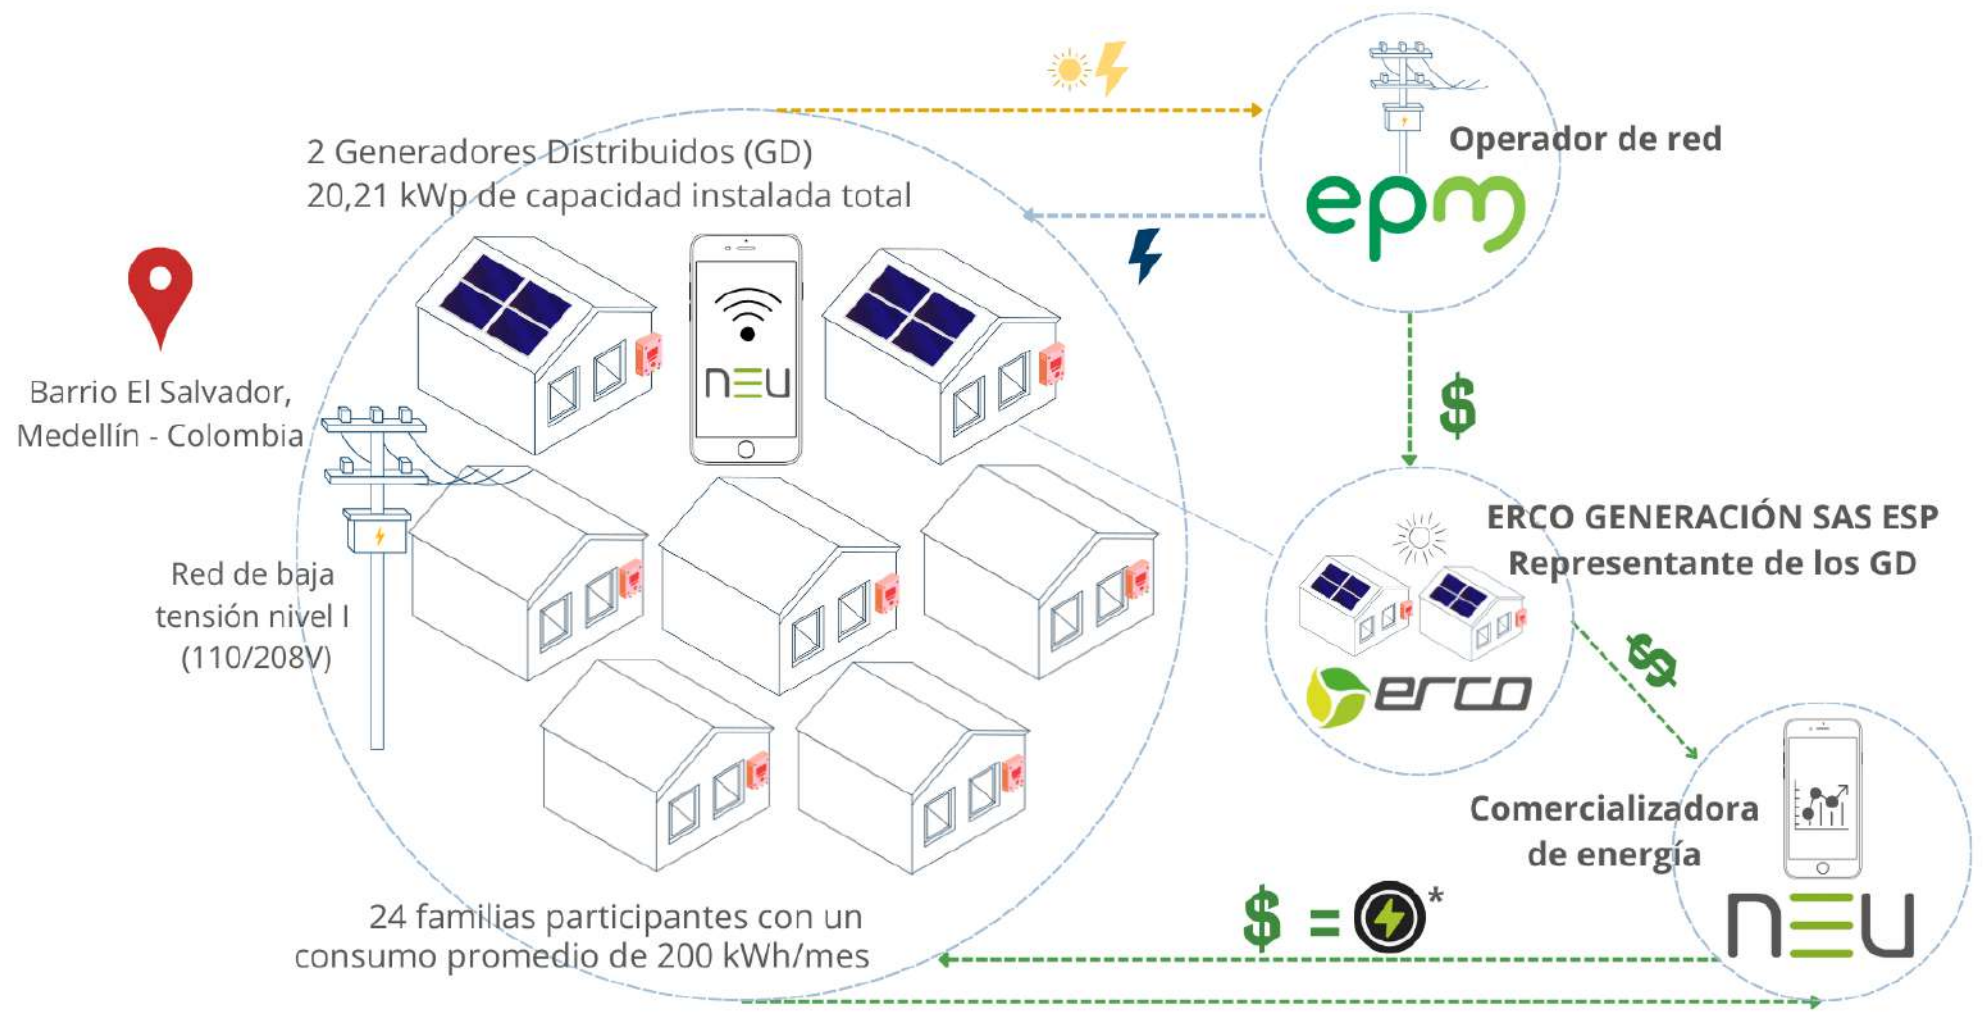 2 Generadores Distribuidos (GD)
20,21 kWp de capacidad instalada total
Operador de red
epm
neu
Barrio El Salvador,
Medellín - Colombia
$
Red de baja
tensión nivel I
(110/208V)
ERCO GENERACIÓN SAS ESP
Representante de los GD
erco
$
Comercializadora
de energía
neu
24 familias participantes con un
consumo promedio de 200 kWh/mes
$ = *